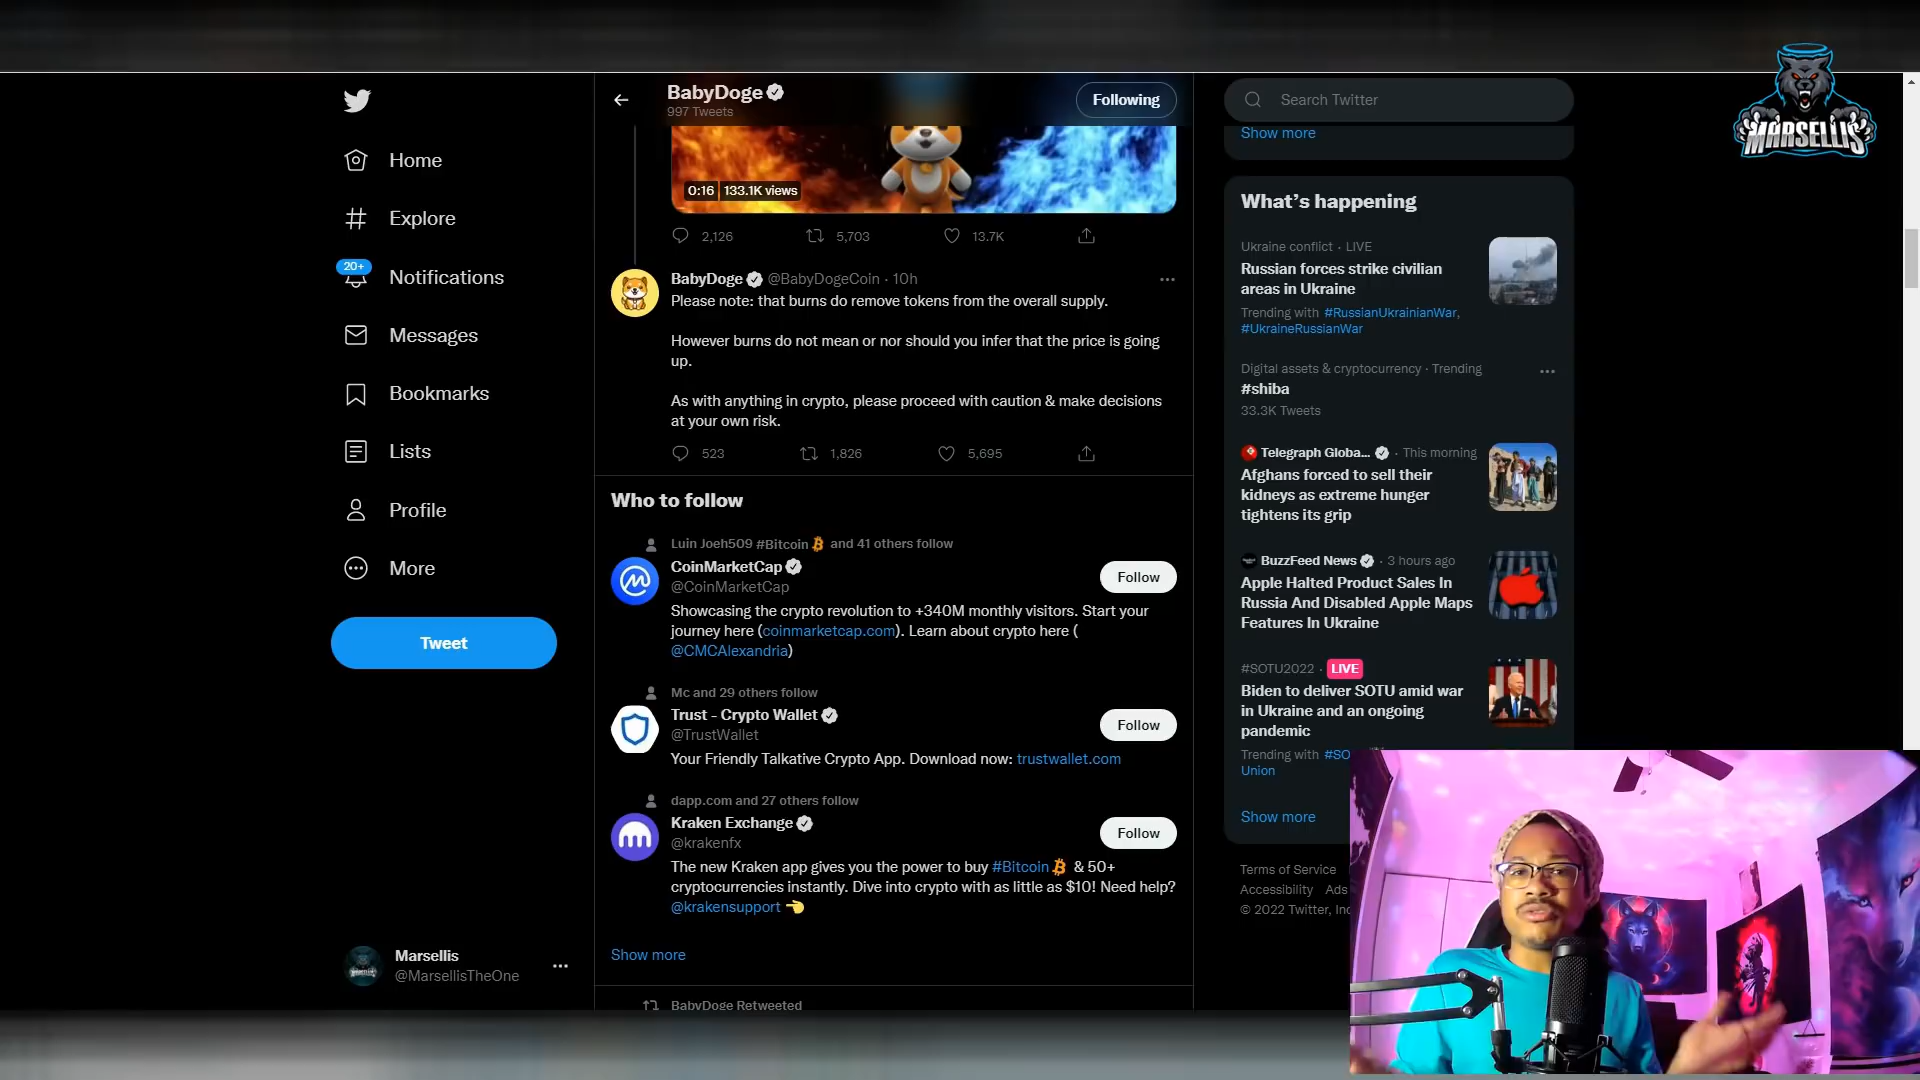 Home
Explore
20+
Notifications
Messages
Bookmarks
Lists
Profile
More
Tweet
Marsellis
@MarsellisTheOne
BabyDoge
997 Tweets
Following
0:16 133.1K views
2,126 5,703 13.7K
BabyDoge @BabyDogeCoin · 10h
Please note: that burns do remove tokens from the overall supply.
However burns do not mean or nor should you infer that the price is going
up.
As with anything in crypto, please proceed with caution & make decisions
at your own risk.
523 1,826 5,695
Who to follow
Luin Joeh509 #Bitcoin and 41 others follow
CoinMarketCap
@CoinMarketCap
Follow
Showcasing the crypto revolution to +340M monthly visitors. Start your
journey here (coinmarketcap.com). Learn about crypto here (
@CMCAlexandria)
Mc and 29 others follow
Trust - Crypto Wallet
@TrustWallet
Follow
Your Friendly Talkative Crypto App. Download now: trustwallet.com
dapp.com and 27 others follow
Kraken Exchange
@krakenfx
Follow
The new Kraken app gives you the power to buy #Bitcoin & 50+
cryptocurrencies instantly. Dive into crypto with as little as $10! Need help?
@krakensupport
Show more
BabyDoge Retweeted
Search Twitter
Show more
What's happening
Ukraine conflict · LIVE
Russian forces strike civilian
areas in Ukraine
Trending with #RussianUkrainianWar,
#UkraineRussianWar
Digital assets & cryptocurrency · Trending
#shiba
33.3K Tweets
Telegraph Globa... · This morning
Afghans forced to sell their
kidneys as extreme hunger
tightens its grip
BuzzFeed News · 3 hours ago
Apple Halted Product Sales In
Russia And Disabled Apple Maps
Features In Ukraine
#SOTU2022 · LIVE
Biden to deliver SOTU amid war
in Ukraine and an ongoing
pandemic
Trending with #SO
Union
Show more
Terms of Service
Accessibility Ads
© 2022 Twitter, Inc
MARSELLIS